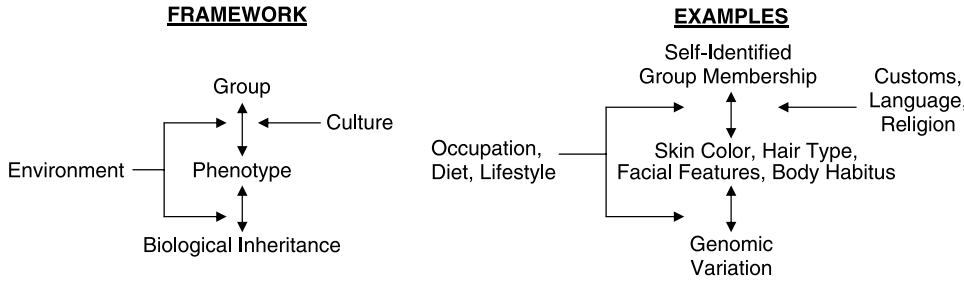 FRAMEWORK
Group
Culture
Environment
Phenotype
Biological Inheritance
EXAMPLES
Self-Identified
Group Membership
Customs,
Language,
Religion
Occupation,
Diet, Lifestyle
Skin Color, Hair Type,
Facial Features, Body Habitus
Genomic
Variation